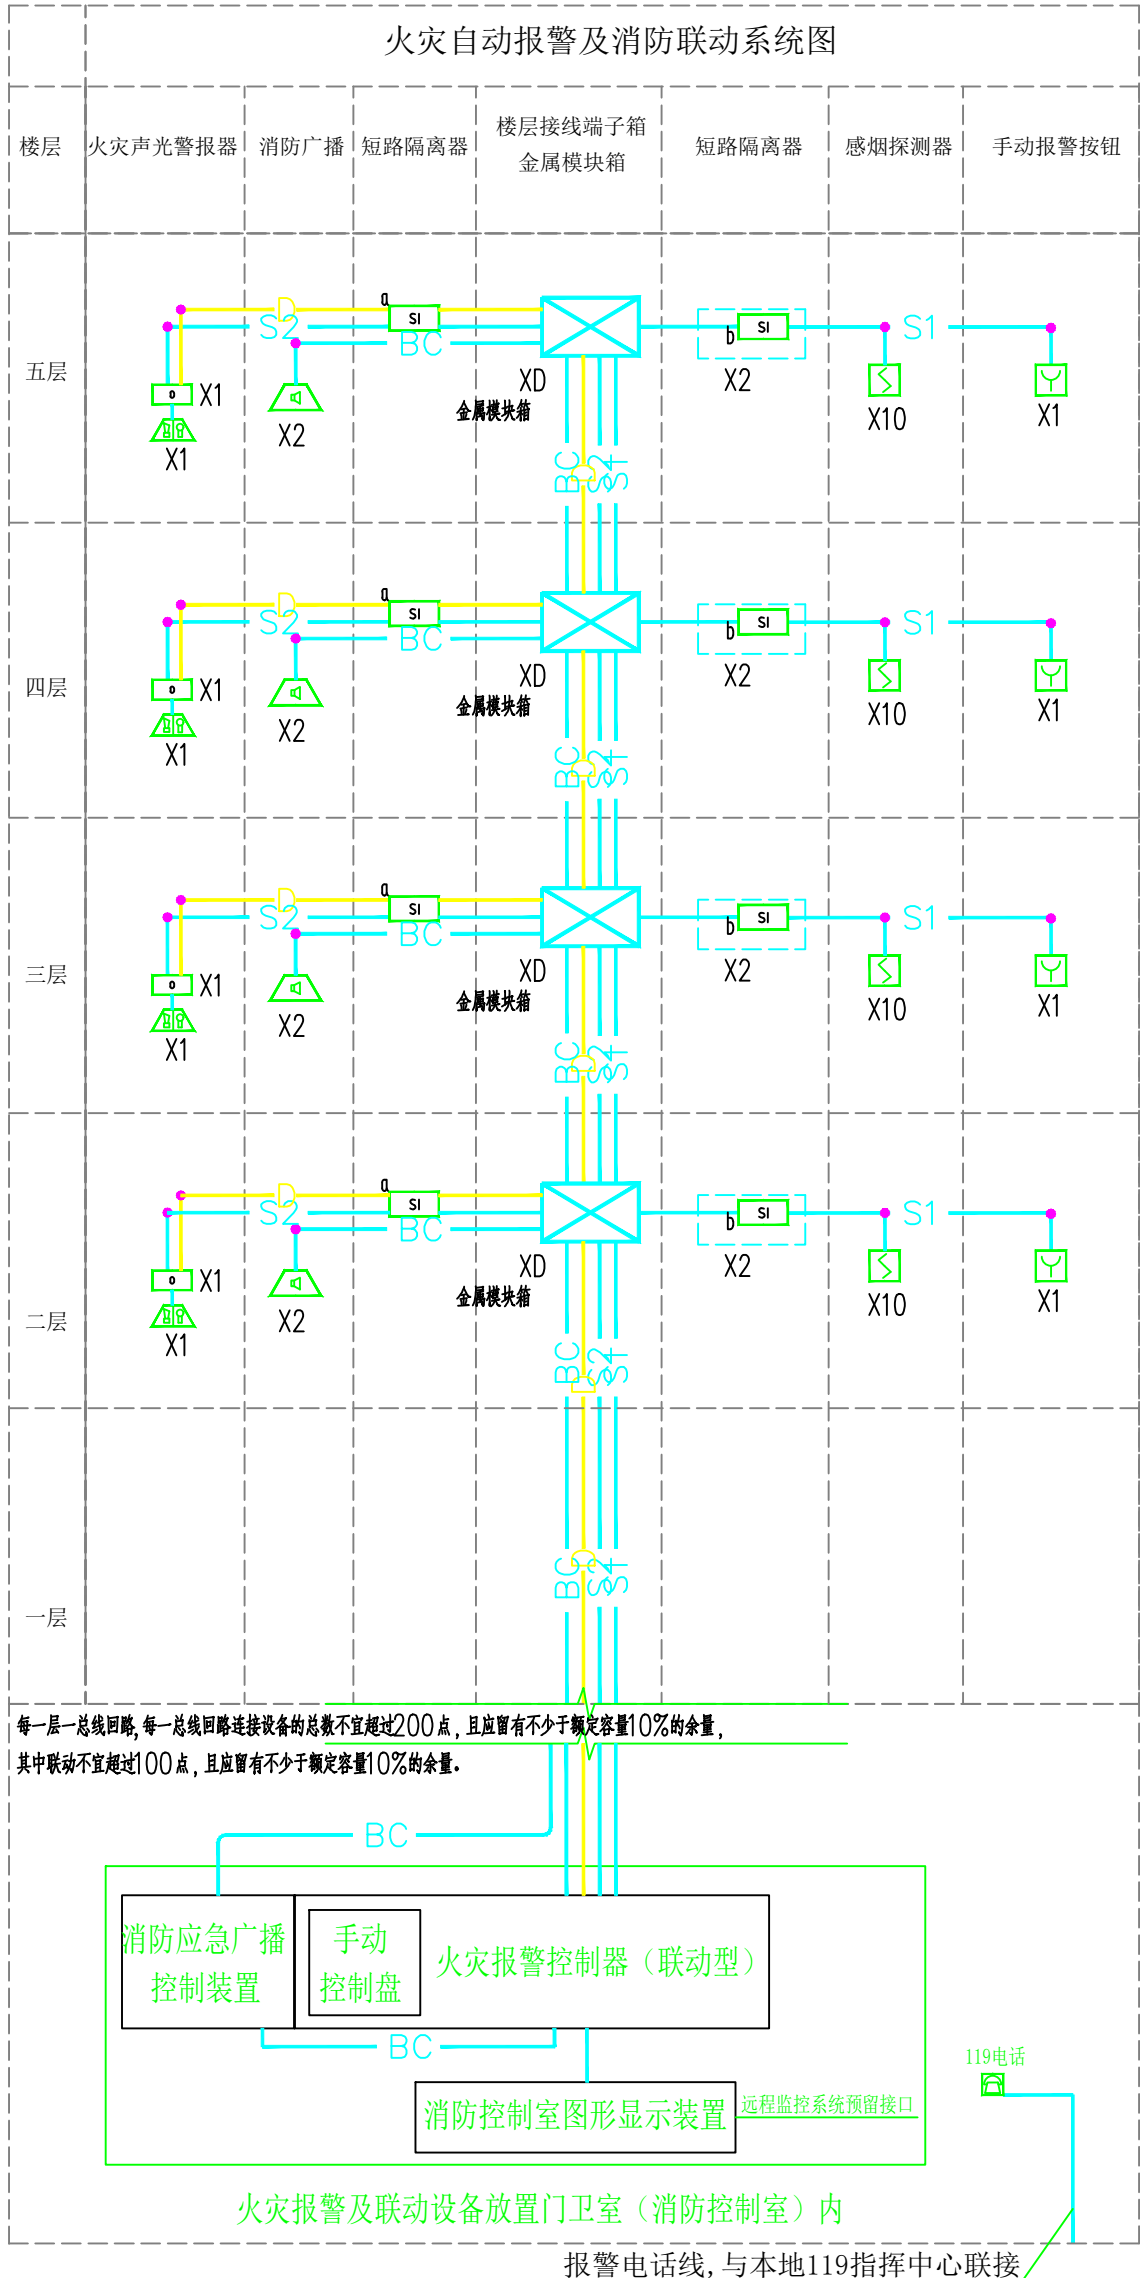 火灾自动报警及消防联动系统图
楼层 火灾声光警报器 消防广播 短路隔离器 楼层接线端子箱 金属模块箱 短路隔离器 感烟探测器 手动报警按钮
D a
SI SI S1
S2 BC b
五层 X1 XD X2 X10 X1
金属模块箱
X2
X1
BC D S2 S1
D a
SI SI S1
S2 BC b
四层 X1 XD X2 X10 X1
金属模块箱
X2
X1
BC D S2 S1
D a
SI SI S1
S2 BC b
三层 X1 XD X2 X10 X1
金属模块箱
X2
X1
BC D S2 S1
D a
SI SI S1
S2 BC b
二层 X1 XD X2 X10 X1
金属模块箱
X2
X1
BC D S2 S1
BC D S2 S1
一层
每一层一总线回路,每一总线回路连接设备的总数不宜超过200点,且应留有不少于额定容量10%的余量,
其中联动不宜超过100点,且应留有不少于额定容量10%的余量。
BC
消防应急广播
控制装置
手动
控制盘
火灾报警控制器（联动型）
BC
119电话
消防控制室图形显示装置
远程监控系统预留接口
火灾报警及联动设备放置门卫室（消防控制室）内
报警电话线,与本地119指挥中心联接